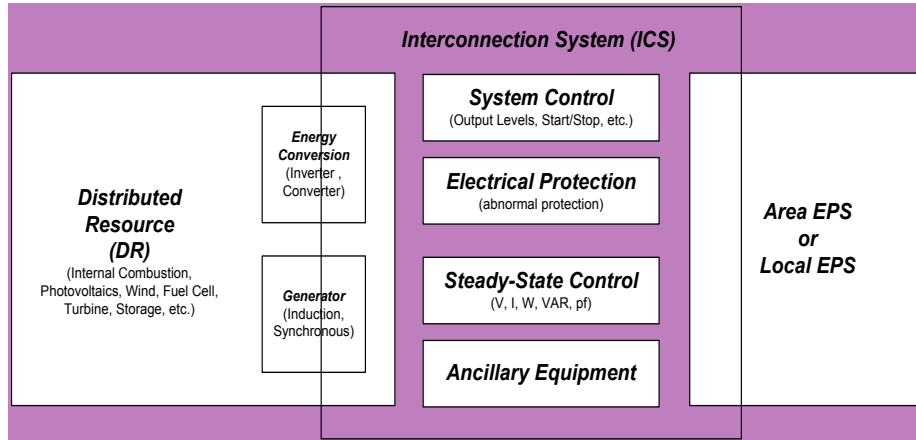 Interconnection System (ICS)
Distributed
Resource
(DR)
(Internal Combustion,
Photovoltaics, Wind, Fuel Cell,
Turbine, Storage, etc.)
Energy
Conversion
(Inverter ,
Converter)
Generator
(Induction,
Synchronous)
System Control
(Output Levels, Start/Stop, etc.)
Electrical Protection
(abnormal protection)
Steady-State Control
(V, I, W, VAR, pf)
Ancillary Equipment
Area EPS
or
Local EPS